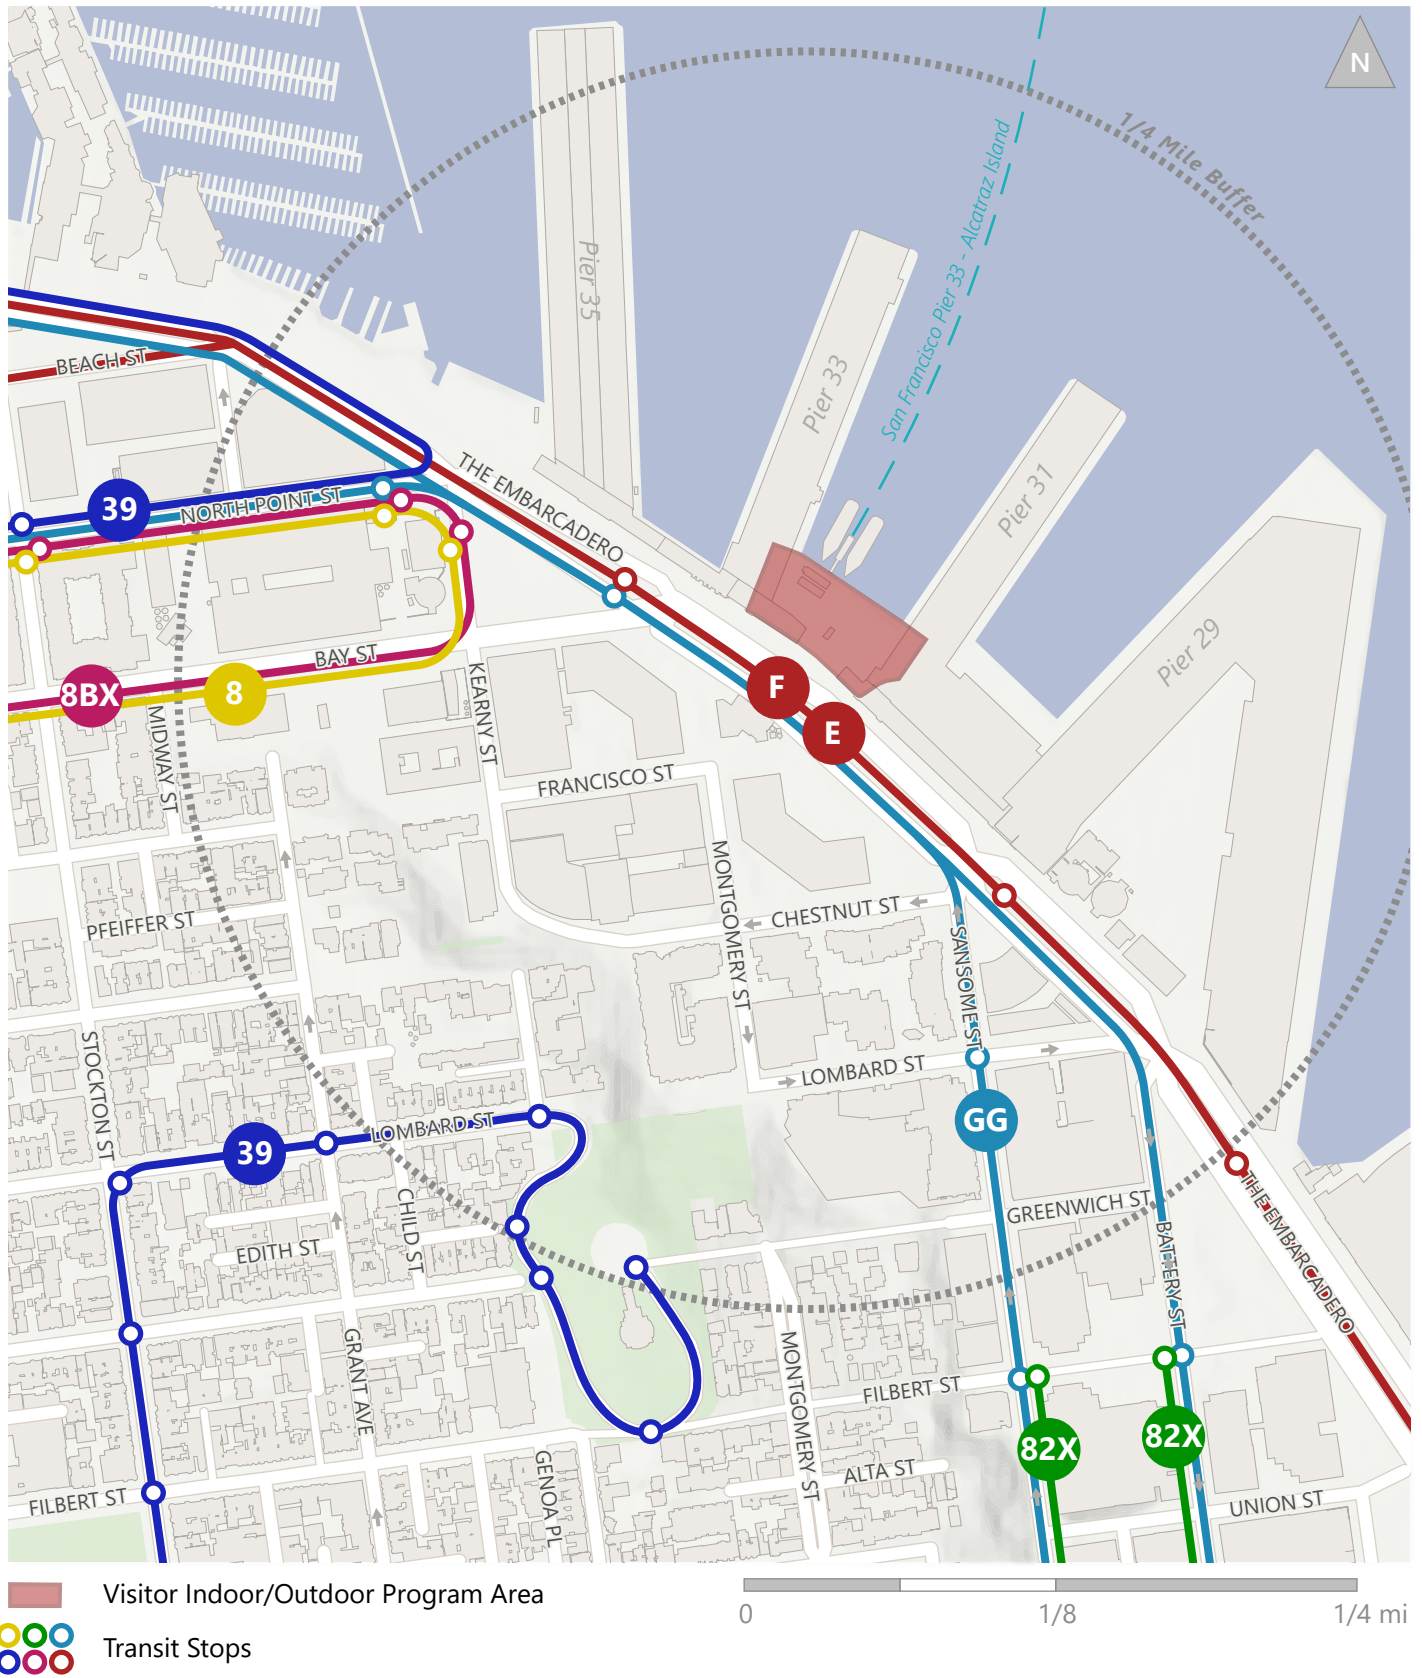 N
1/4 Mile Buffer
San Francisco Pier 33 - Alcatraz Island
Pier 35
Pier 33
Pier 31
Pier 29
BEACH ST
THE EMBARCADERO
39
NORTH POINT ST
BAY ST
8BX
8
F
E
KEARNY ST
MIDWAY ST
FRANCISCO ST
MONTGOMERY ST
CHESTNUT ST
PFEIFFER ST
SANSOME ST
STOCKTON ST
LOMBARD ST
GG
LOMBARD ST
39
THE EMBARCADERO
GREENWICH ST
CHILD ST
EDITH ST
BATTERY ST
GRANT AVE
MONTGOMERY ST
FILBERT ST
82X
82X
ALTA ST
GENOA PL
FILBERT ST
UNION ST
Visitor Indoor/Outdoor Program Area
Transit Stops
0
1/8
1/4 mi